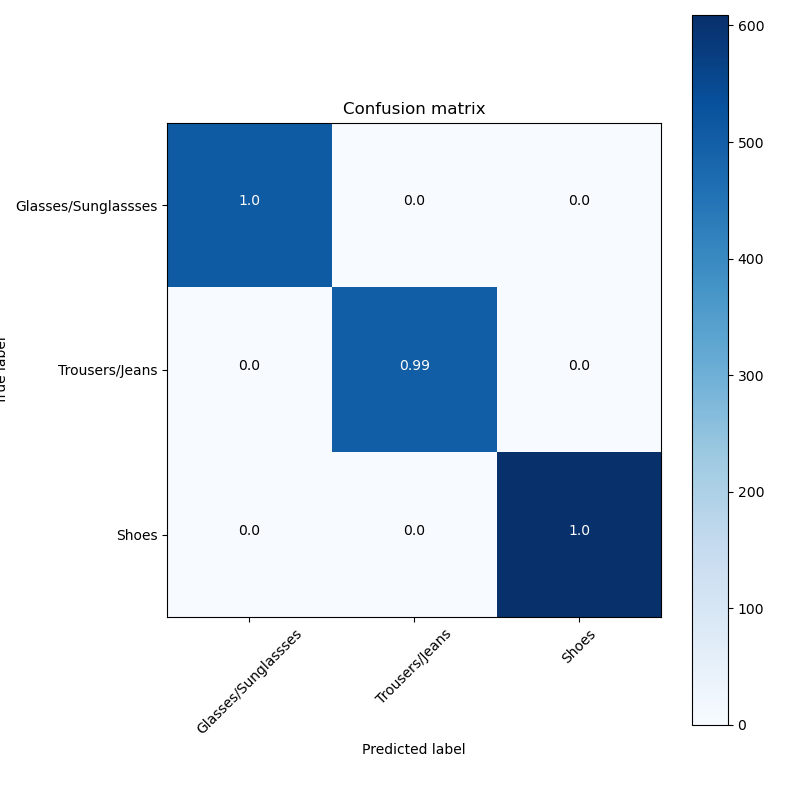 Confusion matrix
Glasses/Sunglassses
1.0 0.0 0.0
Trousers/Jeans
0.0 0.99 0.0
Shoes
0.0 0.0 1.0
Glasses/Sunglassses
Trousers/Jeans
Shoes
Predicted label
True label
600
500
400
300
200
100
0